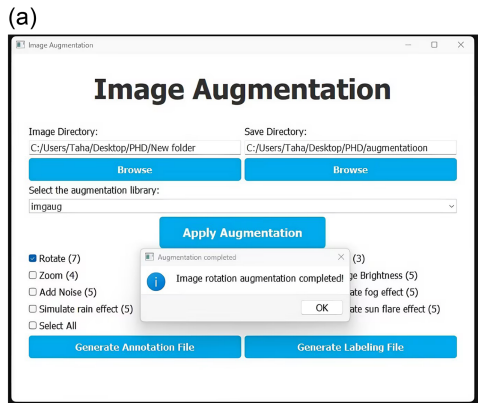 (a)
Image Augmentation
Image Augmentation
Image Directory:
Save Directory:
C:/Users/Taha/Desktop/PHD/New folder
C:/Users/Taha/Desktop/PHD/augmentatioon
Browse
Browse
Select the augmentation library:
imgaug
Apply Augmentation
Rotate (7)
(3)
Zoom (4)
Brightness (5)
Add Noise (5)
fog effect (5)
Simulate rain effect (5)
sun flare effect (5)
Select All
Augmentation completed
Image rotation augmentation completed!
OK
Generate Annotation File
Generate Labeling File